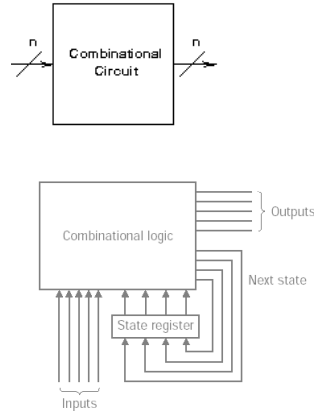 n
n
Combinational
Circuit
Combinational logic
Outputs
Next state
State register
Inputs